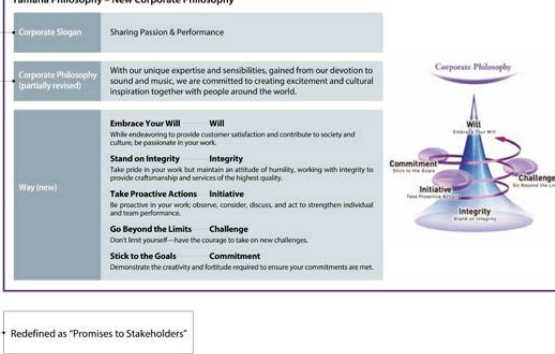 Yamaha Philosophy – New Corporate Philosophy
Corporate Slogan
Sharing Passion & Performance
Corporate Philosophy
(partially revised)
With our unique expertise and sensibilities, gained from our devotion to
sound and music, we are committed to creating excitement and cultural
inspiration together with people around the world.
Way (new)
Embrace Your Will Will
While endeavoring to provide customer satisfaction and contribute to society and
culture, be passionate in your work.
Stand on Integrity Integrity
Take pride in your work but maintain an attitude of humility, working with integrity to
provide craftmanship and services of the highest quality.
Take Proactive Actions Initiative
Be proactive in your work; observe, consider, discuss, and act to strengthen individual
and team performance.
Go Beyond the Limits Challenge
Don't limit yourself—have the courage to take on new challenges.
Stick to the Goals Commitment
Demonstrate the creativity and fortitude required to ensure your commitments are met.
Corporate Philosophy
Will
Embrace Your Will
Commitment
Stick to the Goals
Challenge
Go Beyond the Lim
Initiative
Take Proactive Action
Integrity
Stand on Integrity
Redefined as "Promises to Stakeholders"